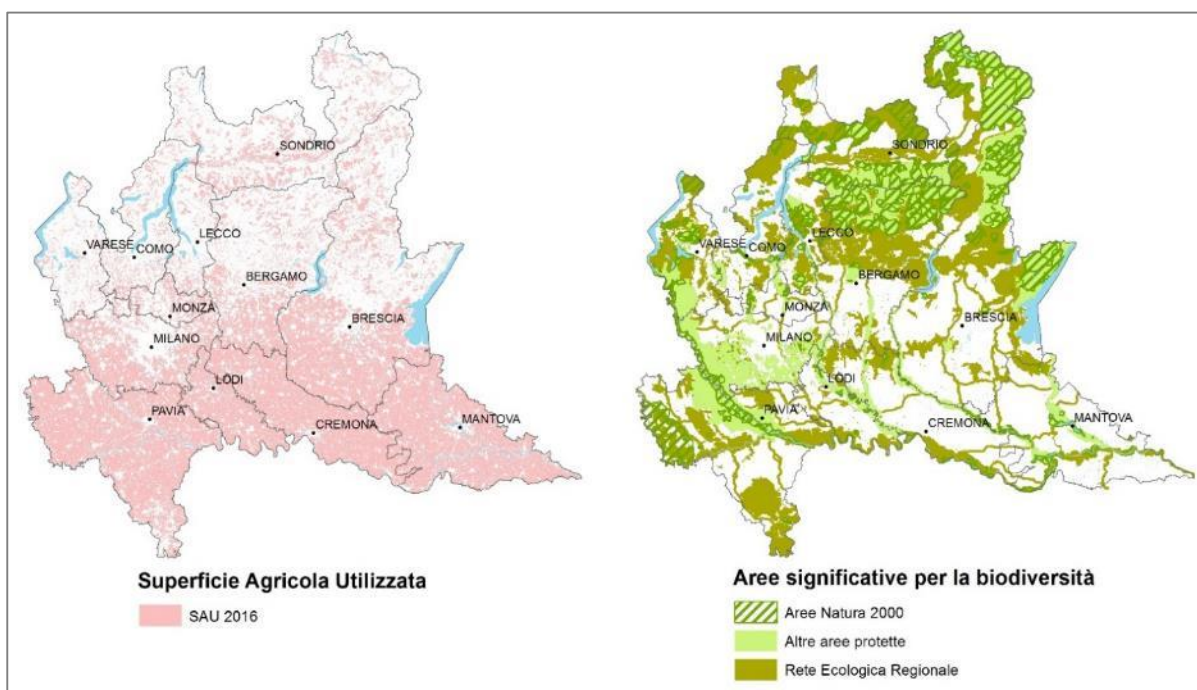 SONDRIO
LECCO
VARESE
COMO
BERGAMO
MONZA
BRESCIA
MILANO
LODI
PAVIA
CREMONA
MANTOVA
Superficie Agricola Utilizzata
SAU 2016
SONDRIO
LECCO
VARESE
COMO
BERGAMO
MONZA
BRESCIA
MILANO
LODI
PAVIA
CREMONA
MANTOVA
Aree significative per la biodiversità
Aree Natura 2000
Altre aree protette
Rete Ecologica Regionale